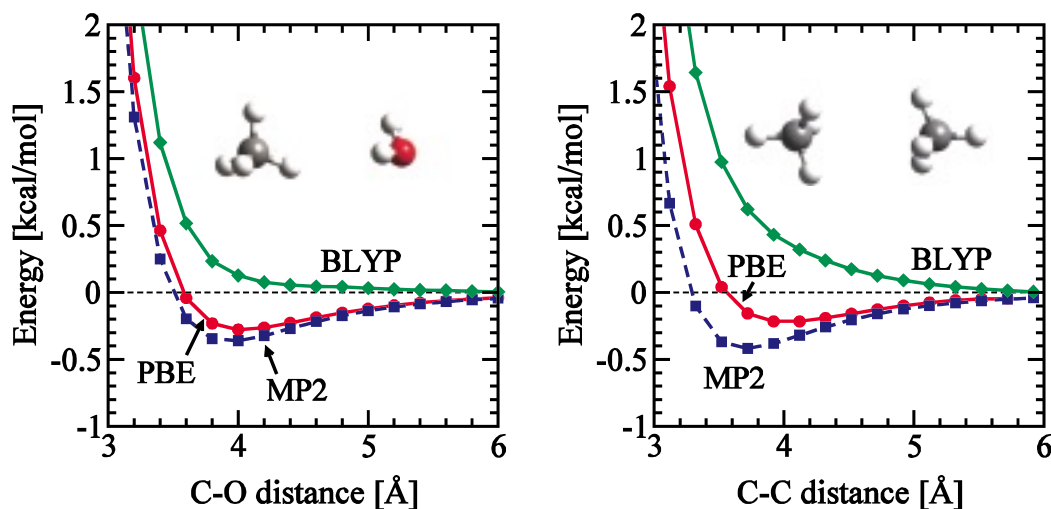 2
1.5
1
0.5
0
-0.5
-1
3
4
5
6
Energy [kcal/mol]
C-O distance [Å]
BLYP
PBE
MP2
2
1.5
1
0.5
0
-0.5
-1
3
4
5
6
Energy [kcal/mol]
C-C distance [Å]
PBE
BLYP
MP2